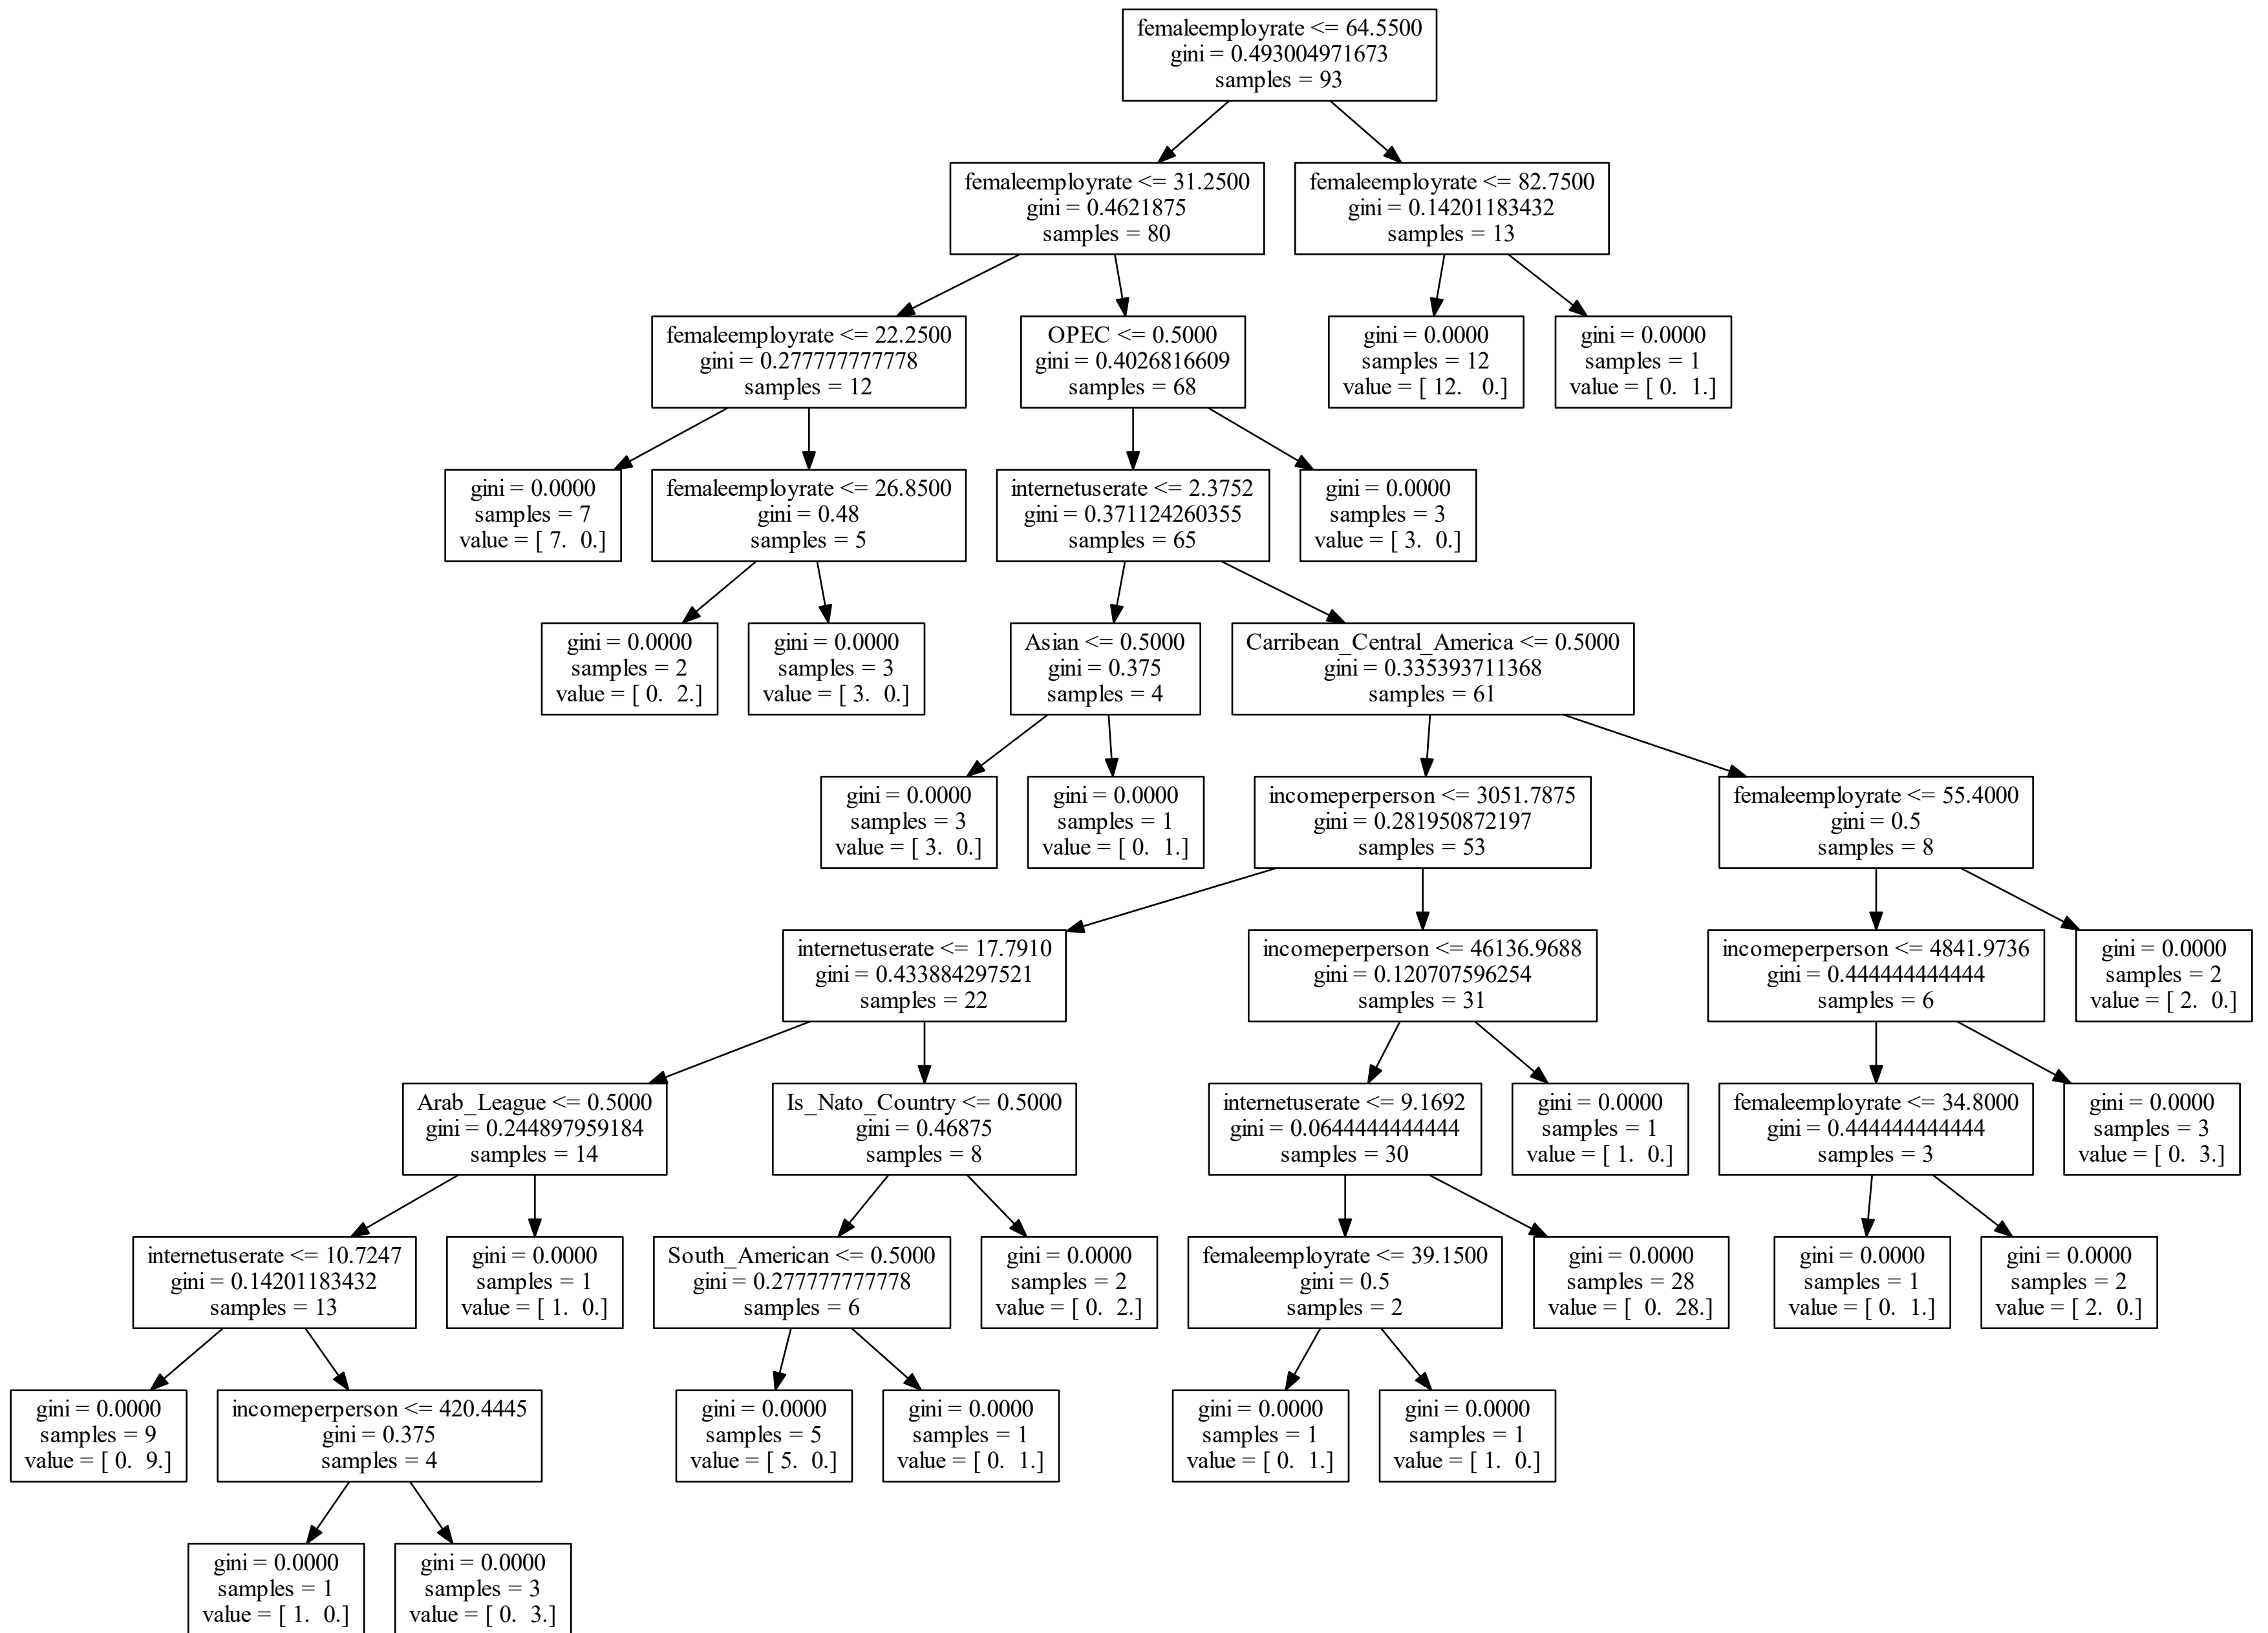 femaleemployrate <= 64.5500
gini = 0.493004971673
samples = 93
femaleemployrate <= 31.2500
gini = 0.4621875
samples = 80
femaleemployrate <= 82.7500
gini = 0.14201183432
samples = 13
femaleemployrate <= 22.2500
gini = 0.277777777778
samples = 12
OPEC <= 0.5000
gini = 0.4026816609
samples = 68
gini = 0.0000
samples = 12
value = [ 12.   0.]
gini = 0.0000
samples = 1
value = [ 0.  1.]
gini = 0.0000
samples = 7
value = [ 7.  0.]
femaleemployrate <= 26.8500
gini = 0.48
samples = 5
internetuserate <= 2.3752
gini = 0.371124260355
samples = 65
gini = 0.0000
samples = 3
value = [ 3.  0.]
gini = 0.0000
samples = 2
value = [ 0.  2.]
gini = 0.0000
samples = 3
value = [ 3.  0.]
Asian <= 0.5000
gini = 0.375
samples = 4
Carribean_Central_America <= 0.5000
gini = 0.335393711368
samples = 61
gini = 0.0000
samples = 3
value = [ 3.  0.]
gini = 0.0000
samples = 1
value = [ 0.  1.]
incomeperperson <= 3051.7875
gini = 0.281950872197
samples = 53
femaleemployrate <= 55.4000
gini = 0.5
samples = 8
internetuserate <= 17.7910
gini = 0.433884297521
samples = 22
incomeperperson <= 46136.9688
gini = 0.120707596254
samples = 31
incomeperperson <= 4841.9736
gini = 0.444444444444
samples = 6
gini = 0.0000
samples = 2
value = [ 2.  0.]
Arab_League <= 0.5000
gini = 0.244897959184
samples = 14
Is_Nato_Country <= 0.5000
gini = 0.46875
samples = 8
internetuserate <= 9.1692
gini = 0.0644444444444
samples = 30
gini = 0.0000
samples = 1
value = [ 1.  0.]
femaleemployrate <= 34.8000
gini = 0.444444444444
samples = 3
gini = 0.0000
samples = 3
value = [ 0.  3.]
internetuserate <= 10.7247
gini = 0.14201183432
samples = 13
gini = 0.0000
samples = 1
value = [ 1.  0.]
South_American <= 0.5000
gini = 0.277777777778
samples = 6
gini = 0.0000
samples = 2
value = [ 0.  2.]
femaleemployrate <= 39.1500
gini = 0.5
samples = 2
gini = 0.0000
samples = 28
value = [  0.  28.]
gini = 0.0000
samples = 1
value = [ 0.  1.]
gini = 0.0000
samples = 2
value = [ 2.  0.]
gini = 0.0000
samples = 9
value = [ 0.  9.]
incomeperperson <= 420.4445
gini = 0.375
samples = 4
gini = 0.0000
samples = 5
value = [ 5.  0.]
gini = 0.0000
samples = 1
value = [ 0.  1.]
gini = 0.0000
samples = 1
value = [ 0.  1.]
gini = 0.0000
samples = 1
value = [ 1.  0.]
gini = 0.0000
samples = 1
value = [ 1.  0.]
gini = 0.0000
samples = 3
value = [ 0.  3.]